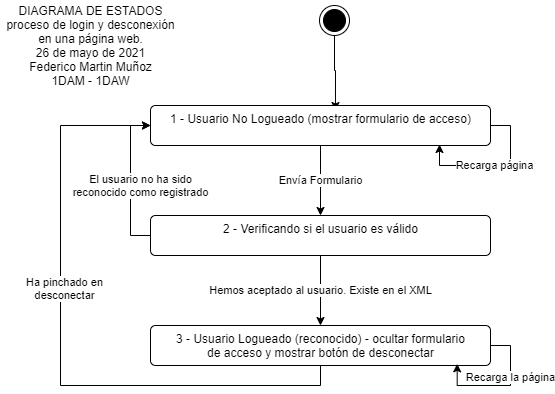 DIAGRAMA DE ESTADOS
proceso de login y desconexión
en una página web.
26 de mayo de 2021
Federico Martin Muñoz
1DAM - 1DAW
1 - Usuario No Logueado (mostrar formulario de acceso)
Recarga página
El usuario no ha sido
reconocido como registrado
Envía Formulario
2 - Verificando si el usuario es válido
Ha pinchado en
desconectar
Hemos aceptado al usuario. Existe en el XML
3 - Usuario Logueado (reconocido) - ocultar formulario
de acceso y mostrar botón de desconectar
Recarga la página